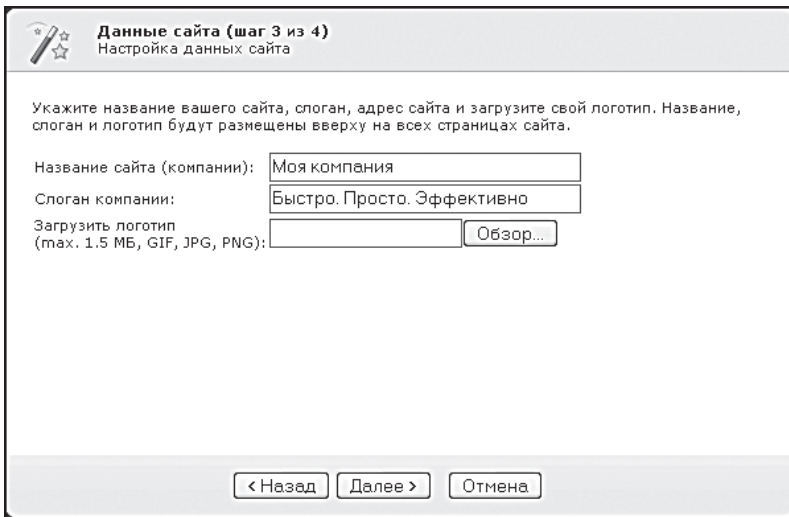 Данные сайта (шаг 3 из 4)
Настройка данных сайта
Укажите название вашего сайта, слоган, адрес сайта и загрузите свой логотип. Название,
слоган и логотип будут размещены вверху на всех страницах сайта.
Название сайта (компании): Моя компания
Слоган компании: Быстро. Просто. Эффективно
Загрузить логотип
(max. 1.5 МБ, GIF, JPG, PNG): Обзор...
< Назад Далее > Отмена